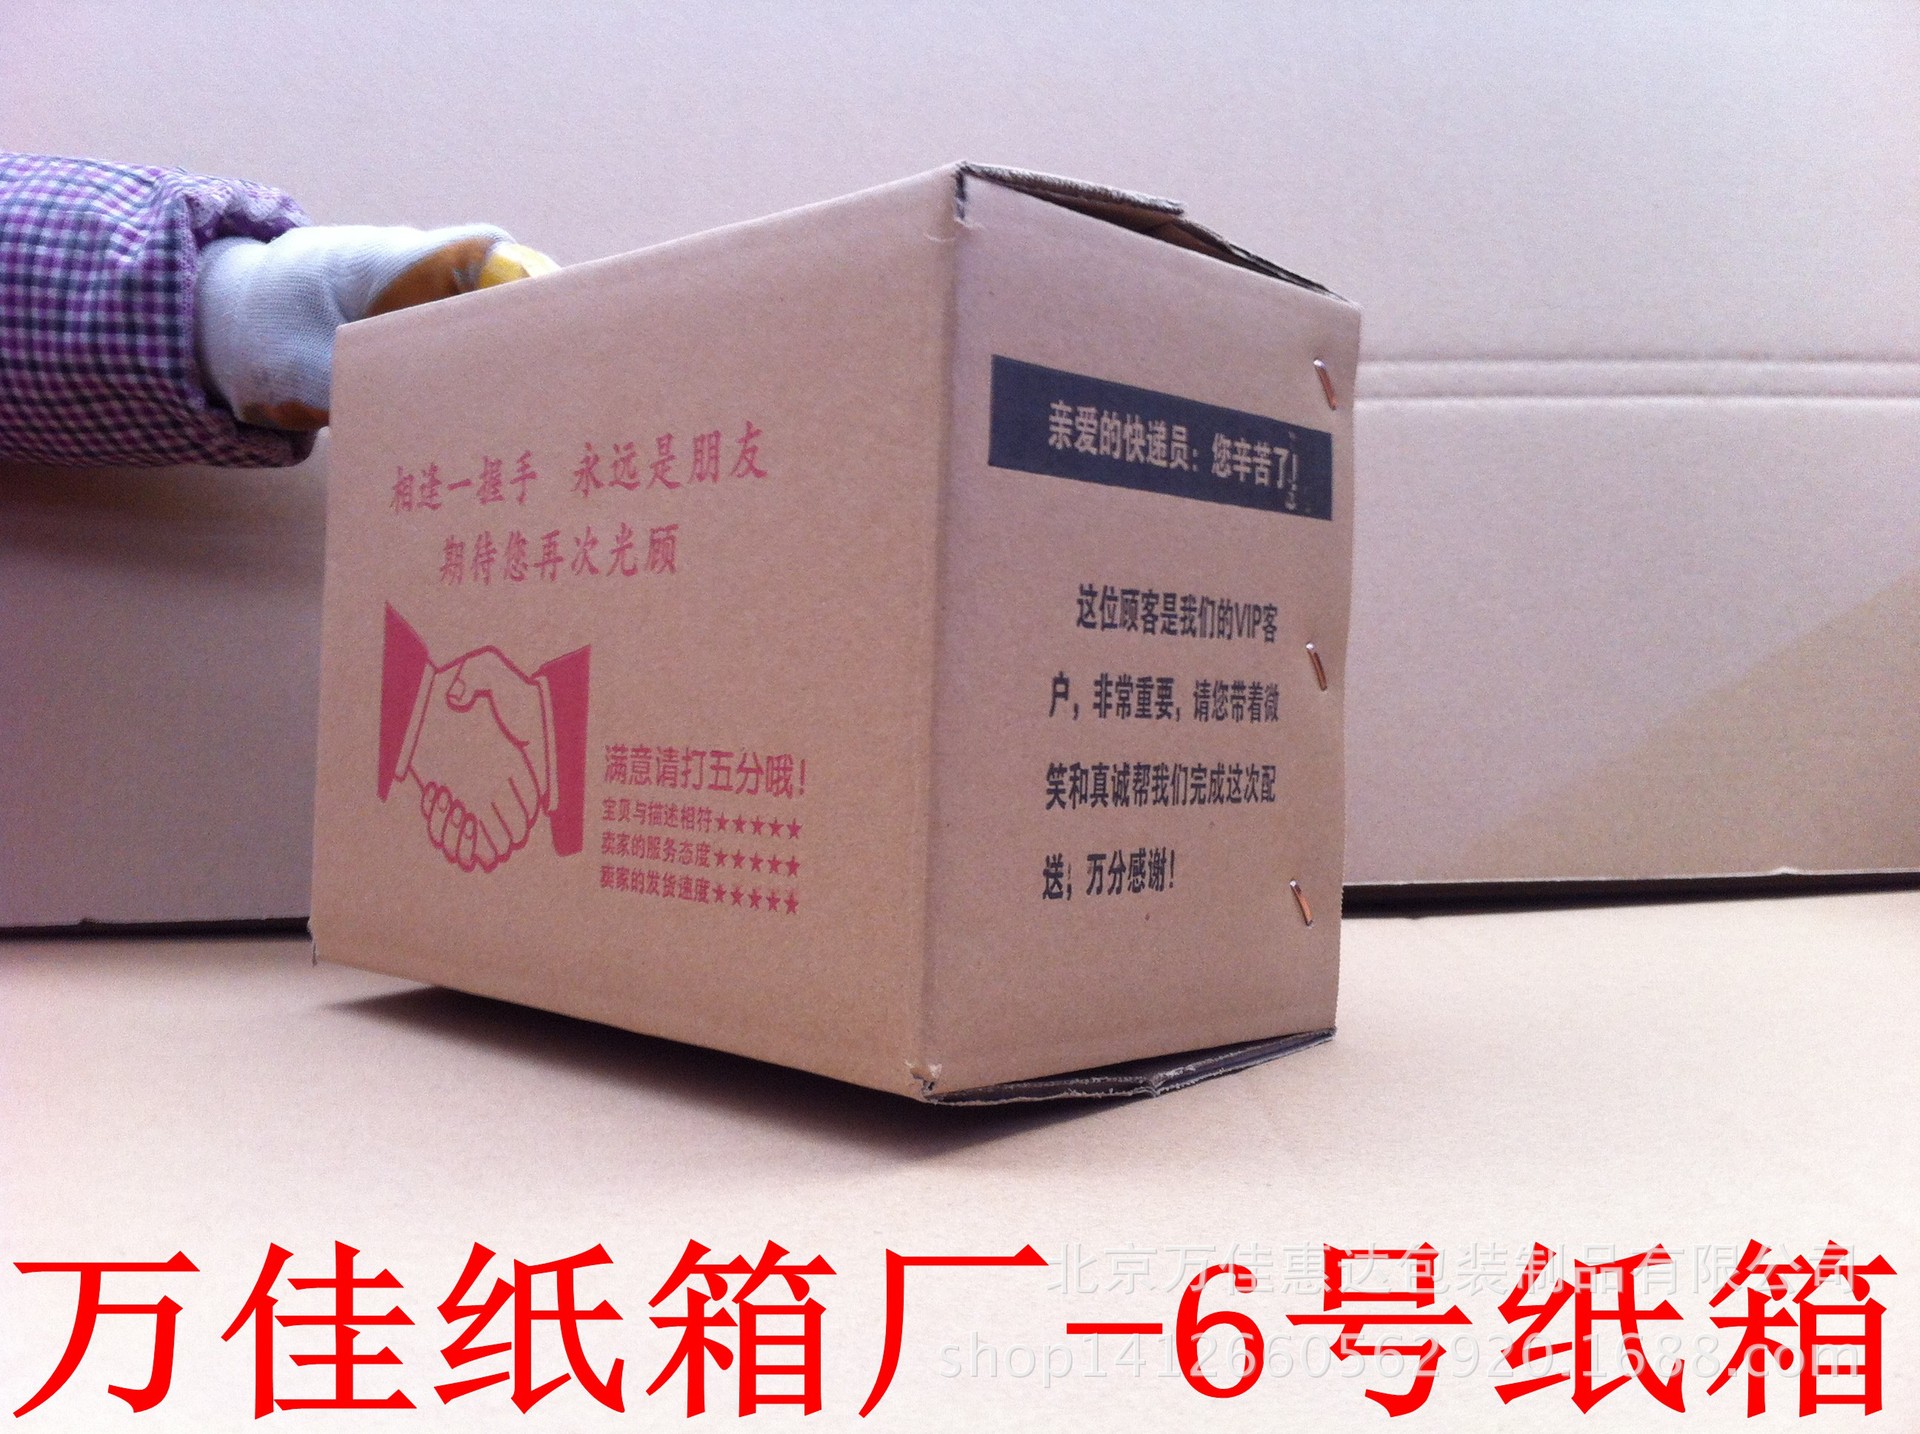 相逢一握手 永远是朋友
期待您再次光顾
满意请打五分哦!
宝贝与描述相符★★★★★
卖家的服务态度★★★★★
卖家的发货速度★★★★★
亲爱的快递员:您辛苦了!
这位顾客是我们的VIP客
户,非常重要,请您带着微
笑和真诚帮我们完成这次配
送;万分感谢!
北京万佳惠达包装制品有限公司
万佳纸箱厂-6号纸箱
shop1412660562920.1688.com